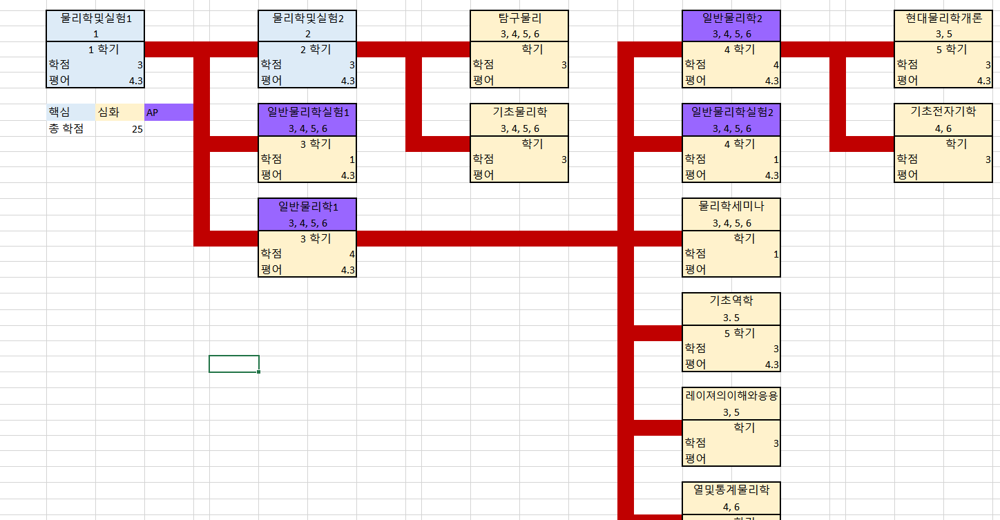 물리학및실험1
1
1 학기
학점 3
평어 4.3
물리학및실험2
2
2 학기
학점 3
평어 4.3
탐구물리
3, 4, 5, 6
학기
학점 3
평어
일반물리학2
3, 4, 5, 6
4 학기
학점 4
평어 4.3
현대물리학개론
3, 5
5 학기
학점 3
평어 4.3
핵심 심화 AP
총 학점 25
일반물리학실험1
3, 4, 5, 6
3 학기
학점 1
평어 4.3
기초물리학
3, 4, 5, 6
학기
학점 3
평어
일반물리학실험2
3, 4, 5, 6
4 학기
학점 1
평어 4.3
기초전자기학
4, 6
학기
학점 3
평어
일반물리학1
3, 4, 5, 6
3 학기
학점 4
평어 4.3
물리학세미나
3, 4, 5, 6
학기
학점 1
평어
기초역학
3. 5
5 학기
학점 3
평어 4.3
레이져의이해와응용
3, 5
학기
학점 3
평어
열및통계물리학
4, 6